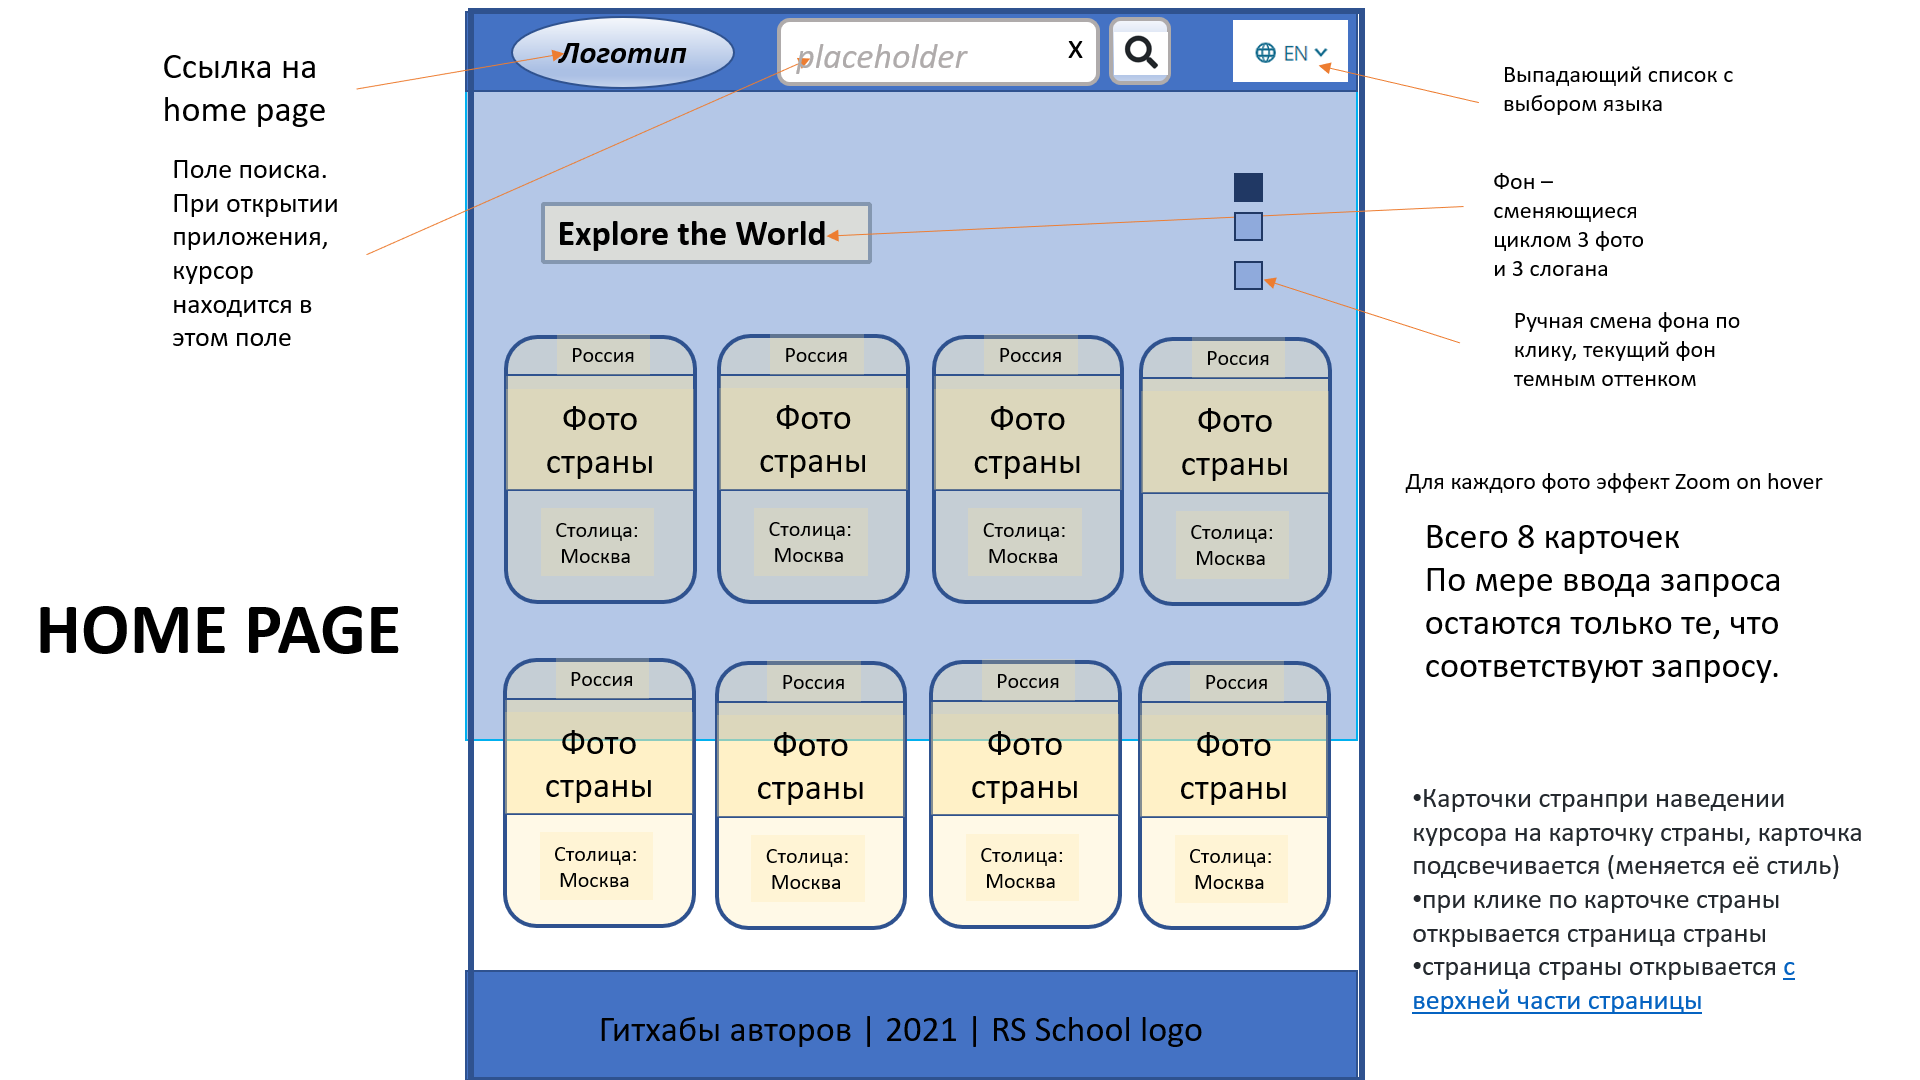 Ссылка на
home page
Поле поиска.
При открытии
приложения,
курсор
находится в
этом поле
HOME PAGE
Логотип
placeholder
X
EN
Explore the World
Россия
Фото
страны
Столица:
Москва
Россия
Фото
страны
Столица:
Москва
Россия
Фото
страны
Столица:
Москва
Россия
Фото
страны
Столица:
Москва
Россия
Фото
страны
Столица:
Москва
Россия
Фото
страны
Столица:
Москва
Россия
Фото
страны
Столица:
Москва
Россия
Фото
страны
Столица:
Москва
Гитхабы авторов | 2021 | RS School logo
Выпадающий список с
выбором языка
Фон –
сменяющиеся
циклом 3 фото
и 3 слогана
Ручная смена фона по
клику, текущий фон
темным оттенком
Для каждого фото эффект Zoom on hover
Всего 8 карточек
По мере ввода запроса
остаются только те, что
соответствуют запросу.
•Карточки странпри наведении
курсора на карточку страны, карточка
подсвечивается (меняется её стиль)
•при клике по карточке страны
открывается страница страны
•страница страны открывается с
верхней части страницы